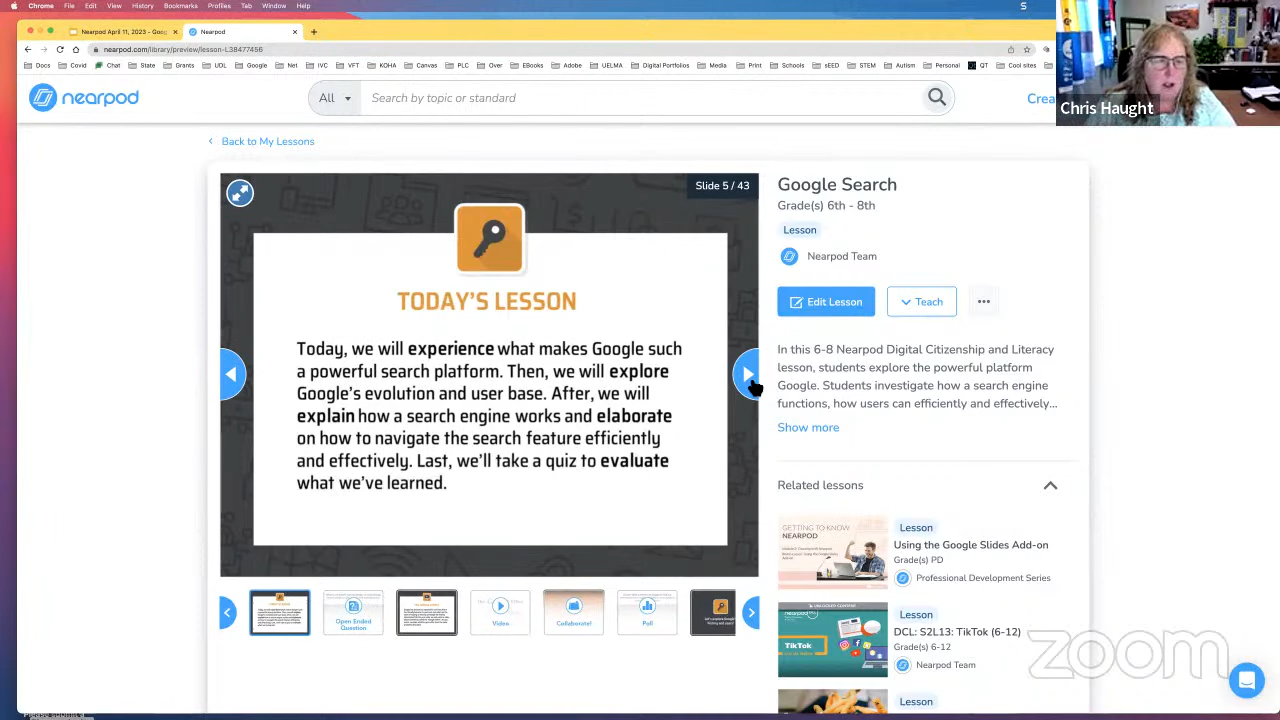 Chrome File Edit View History Bookmarks Profiles Tab Window Help
Nearpod April 11, 2023 - Goog
Nearpod
nearpod.com/library/preview/lesson-L38477456
Docs Covid Chat State Grants UDL Google Net IVC VFT KOHA Canvas PLC Over EBooks Adobe UELMA Digital Portfolios Media Print Schools sEED STEM Autism Personal QT Cool sites
Chris Haught
nearpod
All
Search by topic or standard
Crea
Back to My Lessons
Slide 5 / 43
TODAY'S LESSON
Today, we will experience what makes Google such
a powerful search platform. Then, we will explore
Google's evolution and user base. After, we will
explain how a search engine works and elaborate
on how to navigate the search feature efficiently
and effectively. Last, we'll take a quiz to evaluate
what we've learned.
Open Ended
Question
Video
Collaborate!
Poll
Google Search
Grade(s) 6th - 8th
Lesson
Nearpod Team
Edit Lesson
Teach
In this 6-8 Nearpod Digital Citizenship and Literacy
lesson, students explore the powerful platform
Google. Students investigate how a search engine
functions, how users can efficiently and effectively...
Show more
Related lessons
GETTING TO KNOW
NEARPOD
Lesson
Using the Google Slides Add-on
Grade(s) PD
Professional Development Series
TikTok
Lesson
DCL: S2L13: TikTok (6-12)
Grade(s) 6-12
Nearpod Team
Lesson
zoom